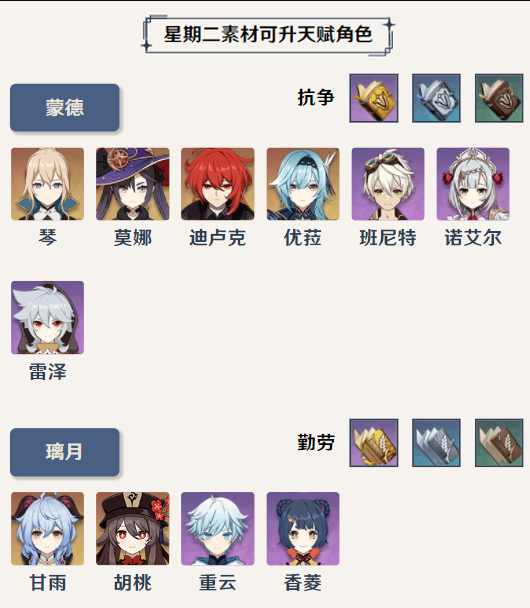 星期二素材可升天赋角色
蒙德
抗争
琴 莫娜 迪卢克 优菈 班尼特 诺艾尔
雷泽
璃月
勤劳
甘雨 胡桃 重云 香菱